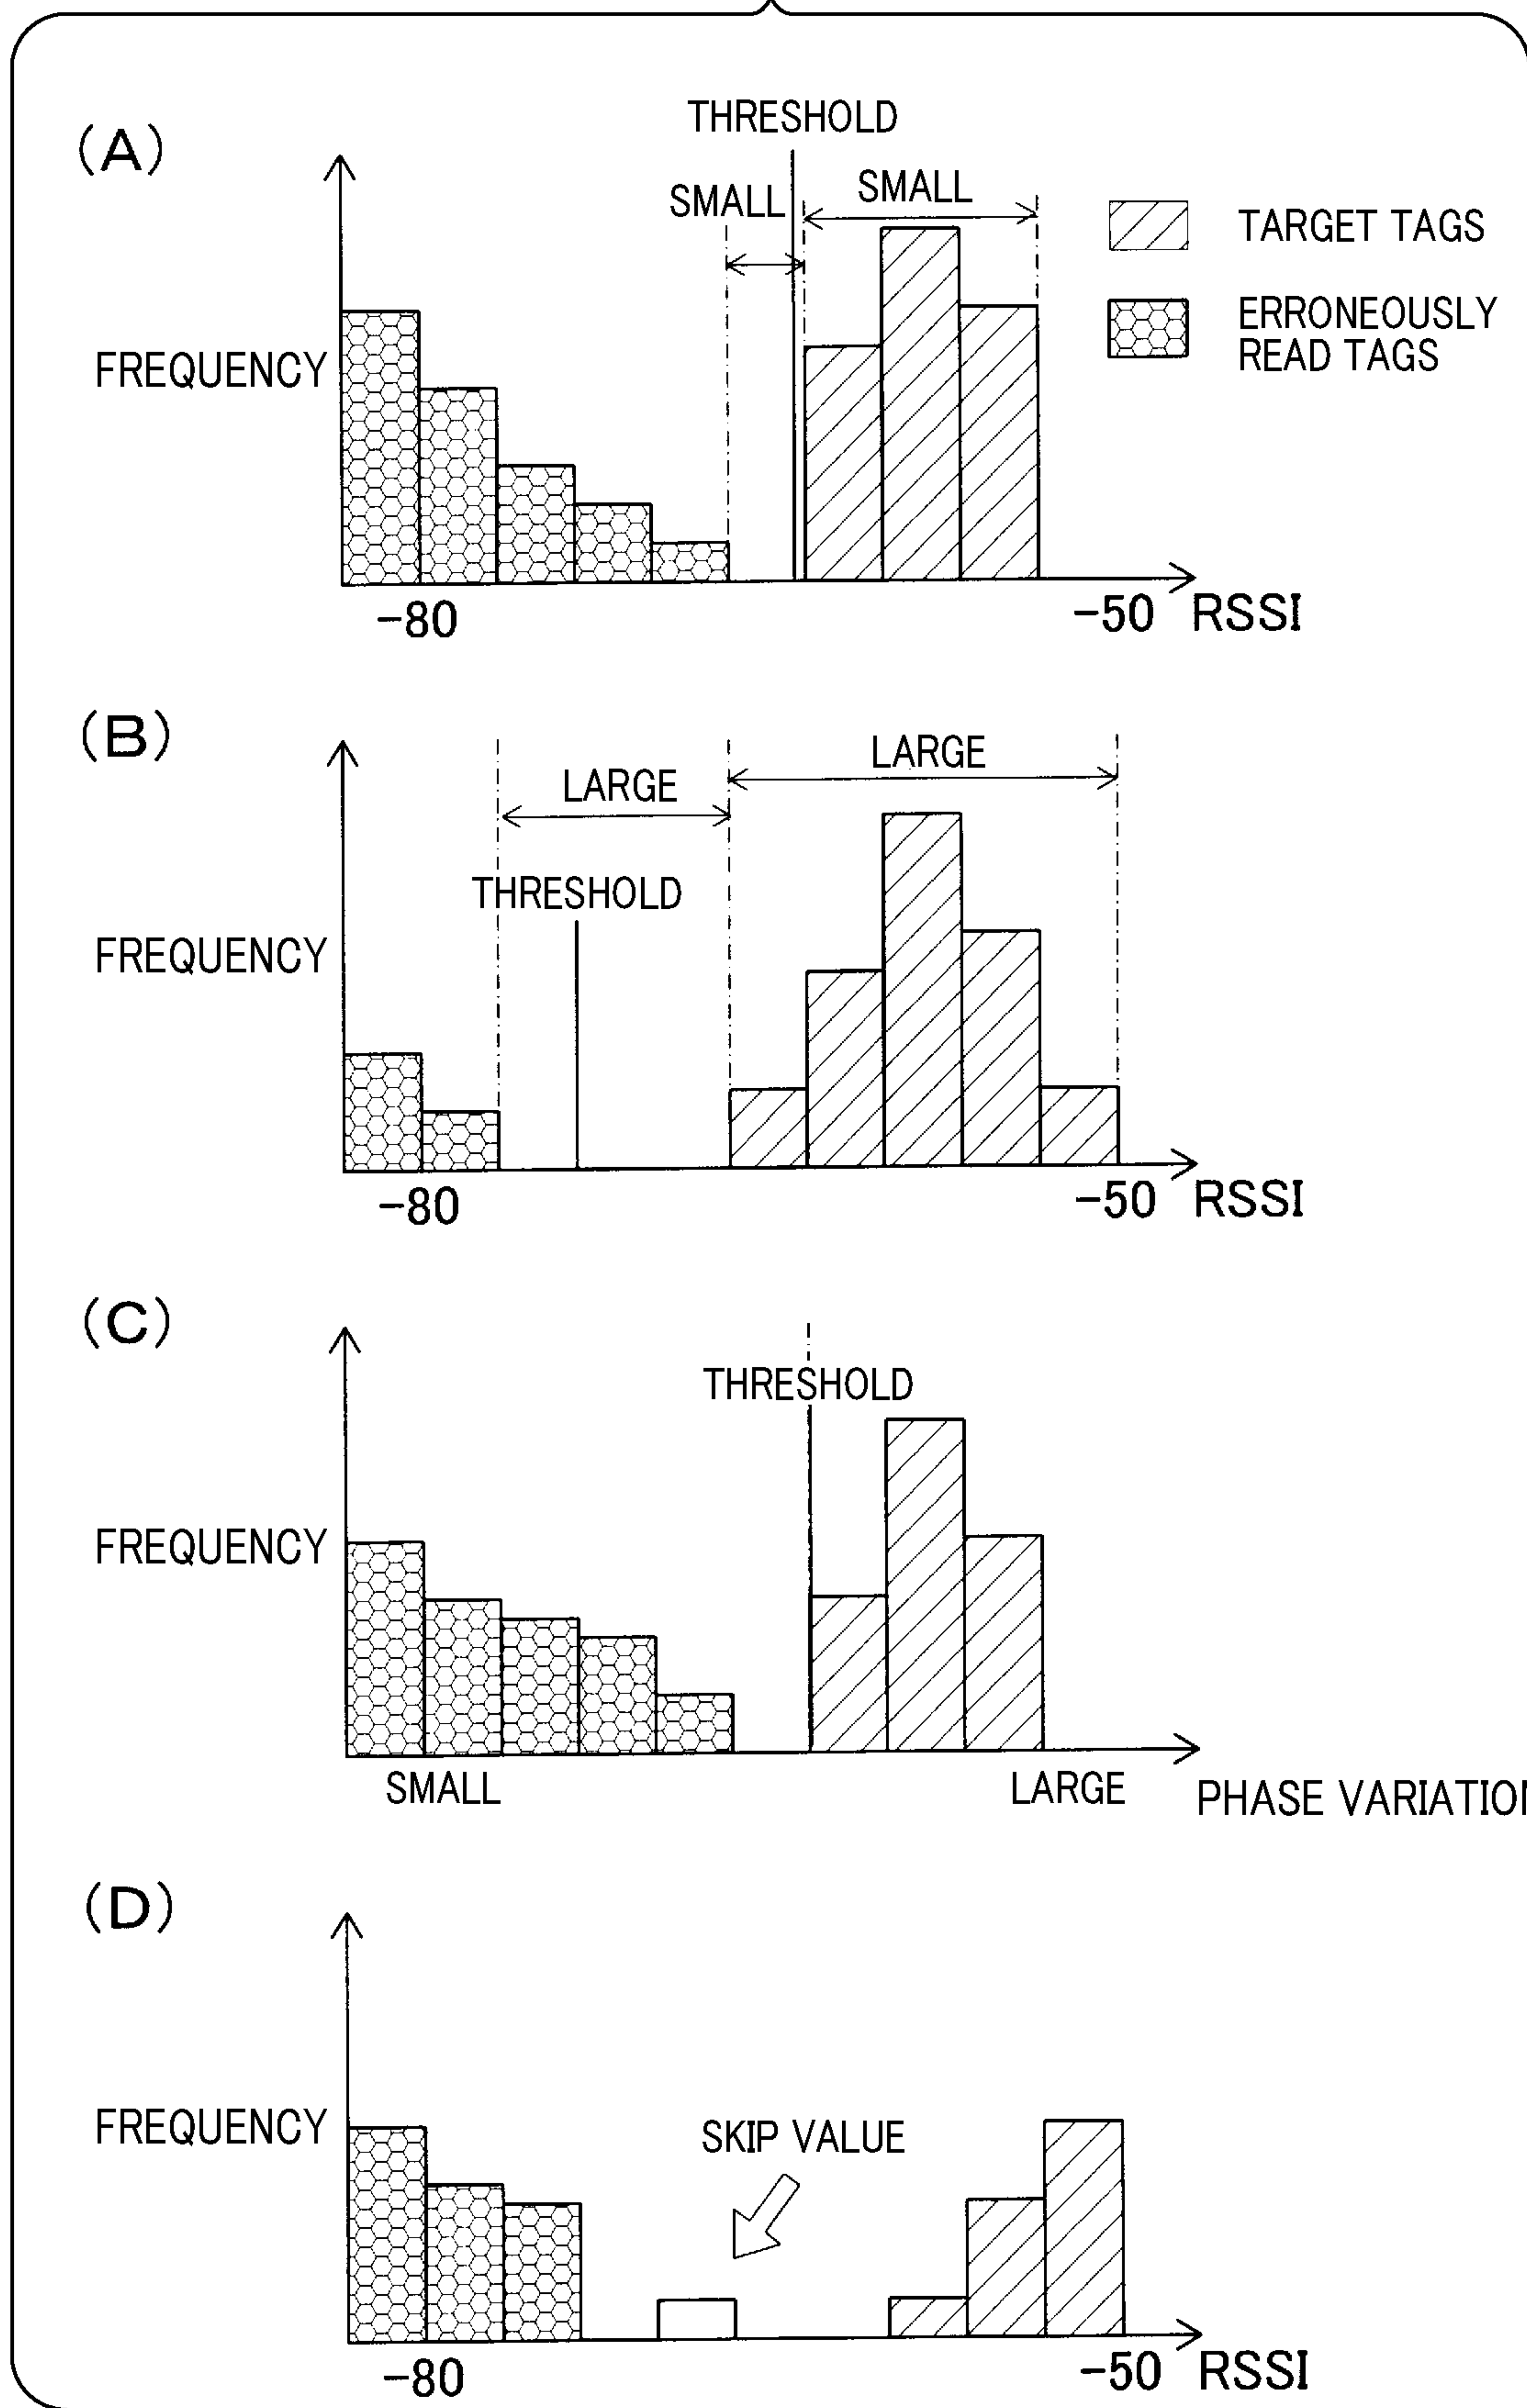 (A)
THRESHOLD
SMALL
SMALL
TARGET TAGS
ERRONEOUSLY
READ TAGS
FREQUENCY
-80
-50
RSSI
(B)
LARGE
LARGE
THRESHOLD
FREQUENCY
-80
-50
RSSI
(C)
THRESHOLD
FREQUENCY
SMALL
LARGE
PHASE VARIATION
(D)
FREQUENCY
SKIP VALUE
-80
-50
RSSI